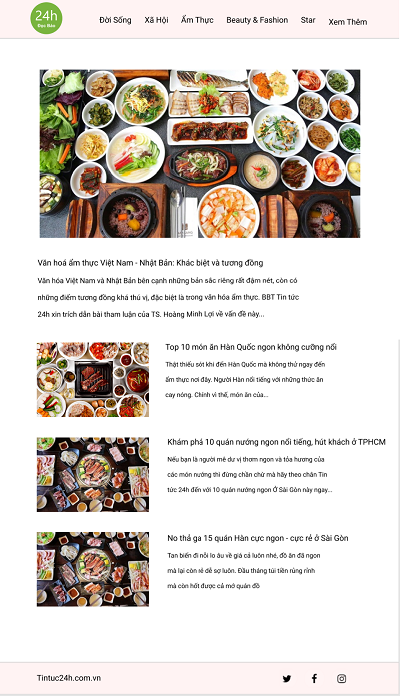 24h
Đọc Báo
Đời Sống
Xã Hội
Ẩm Thực
Beauty & Fashion
Star
Xem Thêm
Văn hoá ẩm thực Việt Nam - Nhật Bản: Khác biệt và tương đồng
Văn hóa Việt Nam và Nhật Bản bên cạnh những bản sắc riêng rất đậm nét, còn có
những điểm tương đồng khá thú vị, đặc biệt là trong văn hóa ẩm thực. BBT Tin tức
24h xin trích dẫn bài tham luận của TS. Hoàng Minh Lợi về vấn đề này...
Top 10 món ăn Hàn Quốc ngon không cưỡng nổi
Thật thiếu sót khi đến Hàn Quốc mà không thử ngay đến
ẩm thực nơi đây. Người Hàn nổi tiếng với những thức ăn
cay nóng. Chính vì thế, món ăn của...
Khám phá 10 quán nướng ngon nổi tiếng, hút khách ở TPHCM
Nếu bạn là người mê dư vị thơm ngon và tỏa hương của
các món nướng thì đừng chần chừ mà hãy theo chân Tin
tức 24h đến với 10 quán nướng ngon Ở Sài Gòn này ngay...
No thả ga 15 quán Hàn cực ngon - cực rẻ ở Sài Gòn
Tan biến đi nỗi lo âu về giá cả luôn nhé, đồ ăn đã ngon
mà lại còn rẻ dễ sợ luôn. Đầu tháng túi tiền rủng rỉnh
mà còn hốt được cả mớ quán đồ
Tintuc24h.com.vn